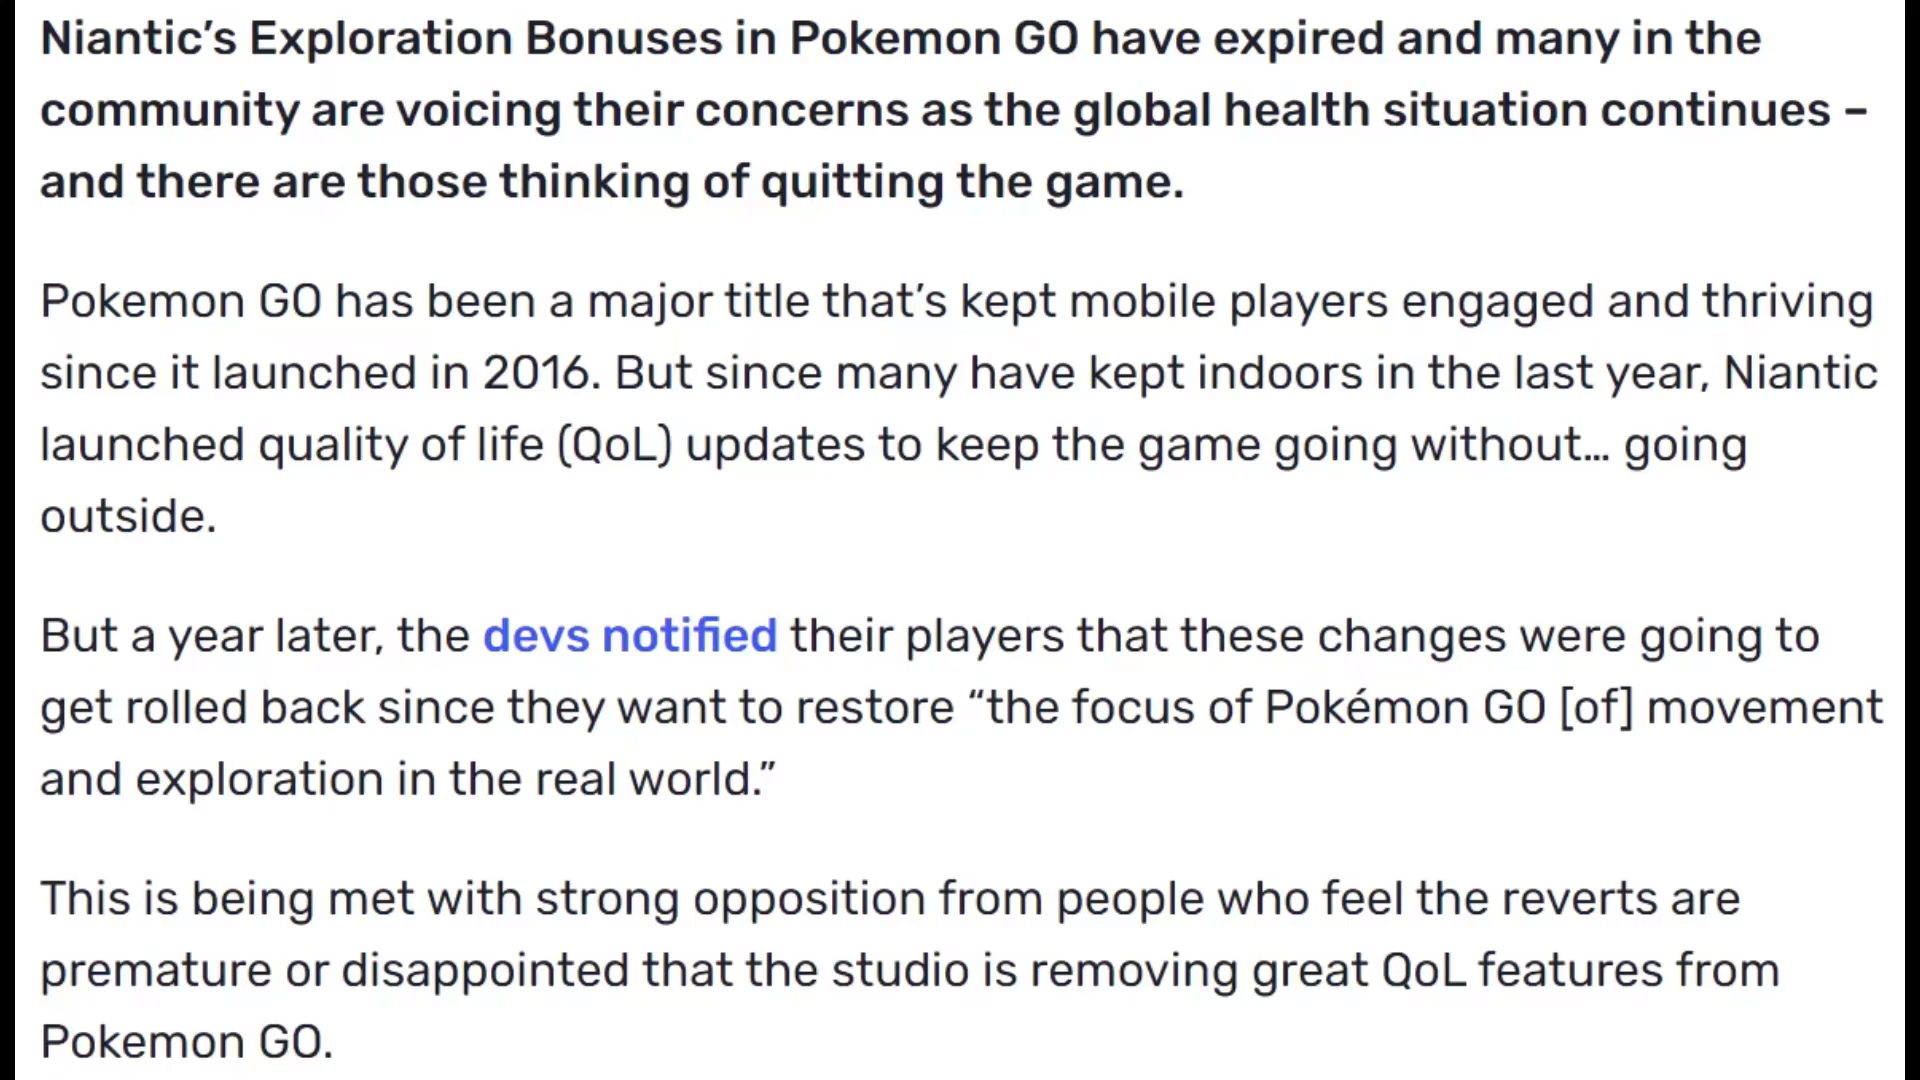 Niantic’s Exploration Bonuses in Pokemon GO have expired and many in the
community are voicing their concerns as the global health situation continues –
and there are those thinking of quitting the game.
Pokemon GO has been a major title that’s kept mobile players engaged and thriving
since it launched in 2016. But since many have kept indoors in the last year, Niantic
launched quality of life (QoL) updates to keep the game going without… going
outside.
But a year later, the devs notified their players that these changes were going to
get rolled back since they want to restore “the focus of Pokémon GO [of] movement
and exploration in the real world.”
This is being met with strong opposition from people who feel the reverts are
premature or disappointed that the studio is removing great QoL features from
Pokemon GO.